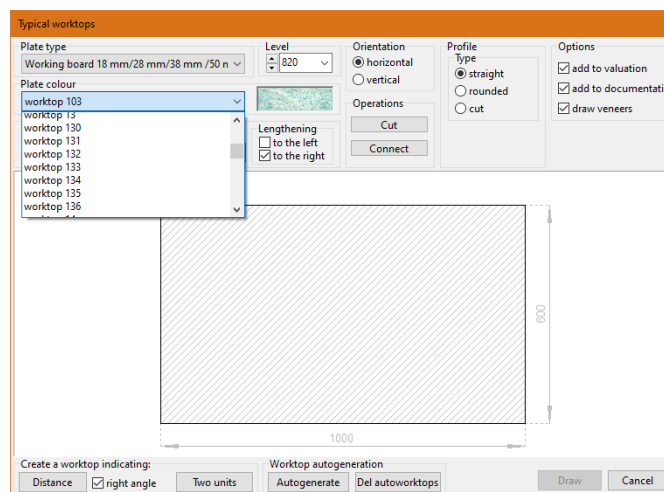 Typical worktops
Plate type
Working board 18 mm/28 mm/38 mm /50 n
Level
820
Orientation
horizontal
vertical
Profile
Type
straight
rounded
cut
Options
add to valuation
add to documentati
draw veneers
Plate colour
worktop 103
worktop 13
worktop 130
worktop 131
worktop 132
worktop 133
worktop 134
worktop 135
worktop 136
Lengthening
to the left
to the right
Operations
Cut
Connect
600
1000
Create a worktop indicating:
Distance
right angle
Two units
Worktop autogeneration
Autogenerate
Del autoworktops
Draw
Cancel